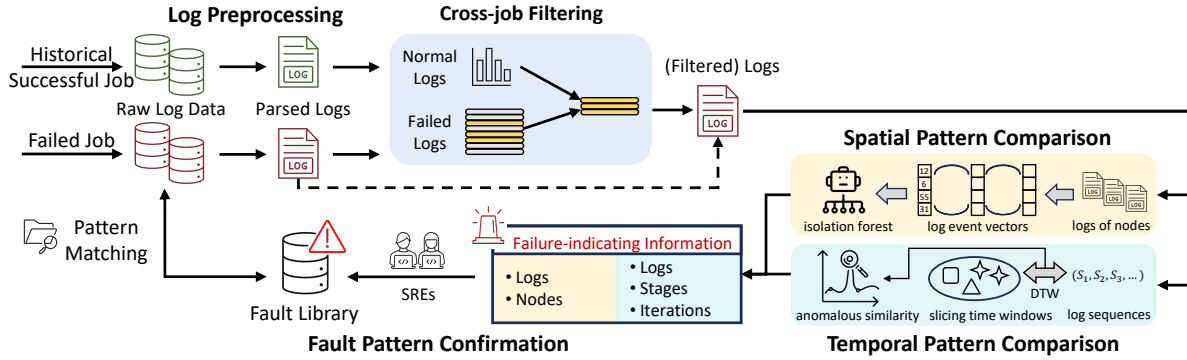 Log Preprocessing
Cross-job Filtering
Historical
Successful Job
Raw Log Data
LOG
Parsed Logs
Normal
Logs
Failed
Logs
(Filtered) Logs
LOG
Failed Job
LOG
Spatial Pattern Comparison
12
6
55
31
isolation forest
log event vectors
LOG
LOG
LOG
logs of nodes
Pattern
Matching
Fault Library
SREs
Failure-indicating Information
• Logs
• Nodes
• Logs
• Stages
• Iterations
Fault Pattern Confirmation
anomalous similarity
slicing time windows
DTW
(S₁, S₂, S₃, … )
log sequences
Temporal Pattern Comparison